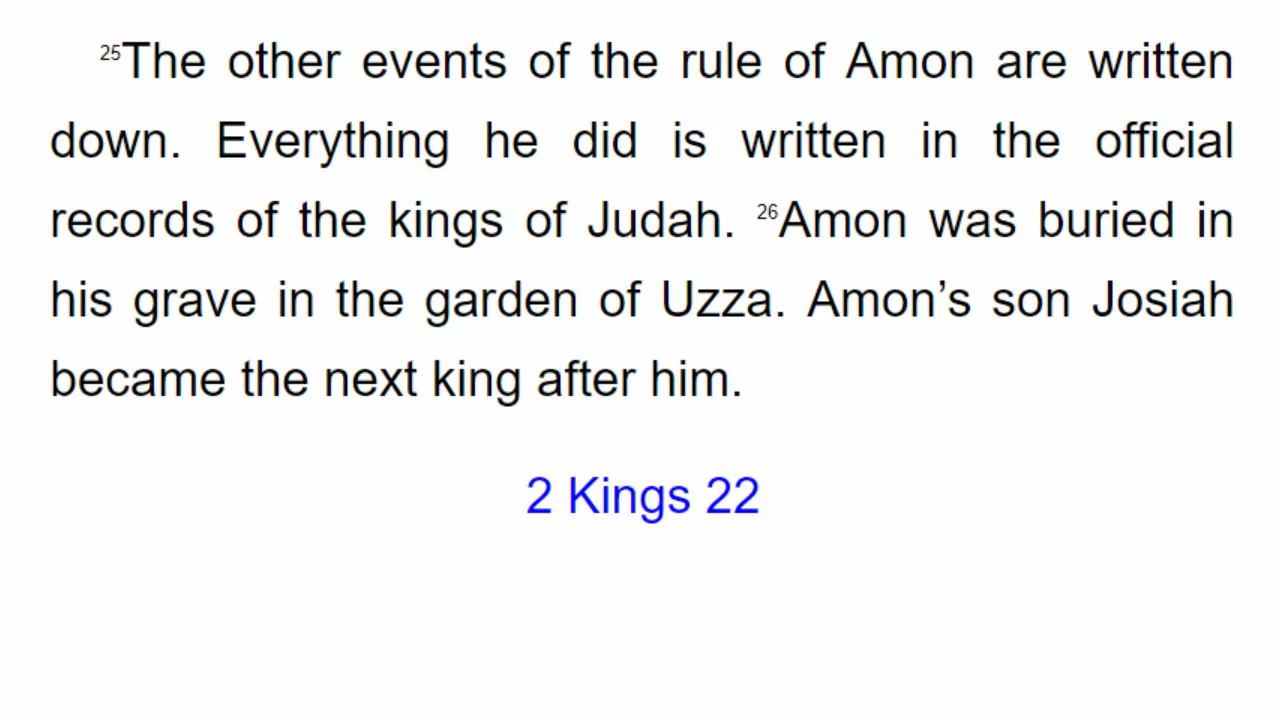 25The other events of the rule of Amon are written
down. Everything he did is written in the official
records of the kings of Judah. 26Amon was buried in
his grave in the garden of Uzza. Amon’s son Josiah
became the next king after him.
2 Kings 22